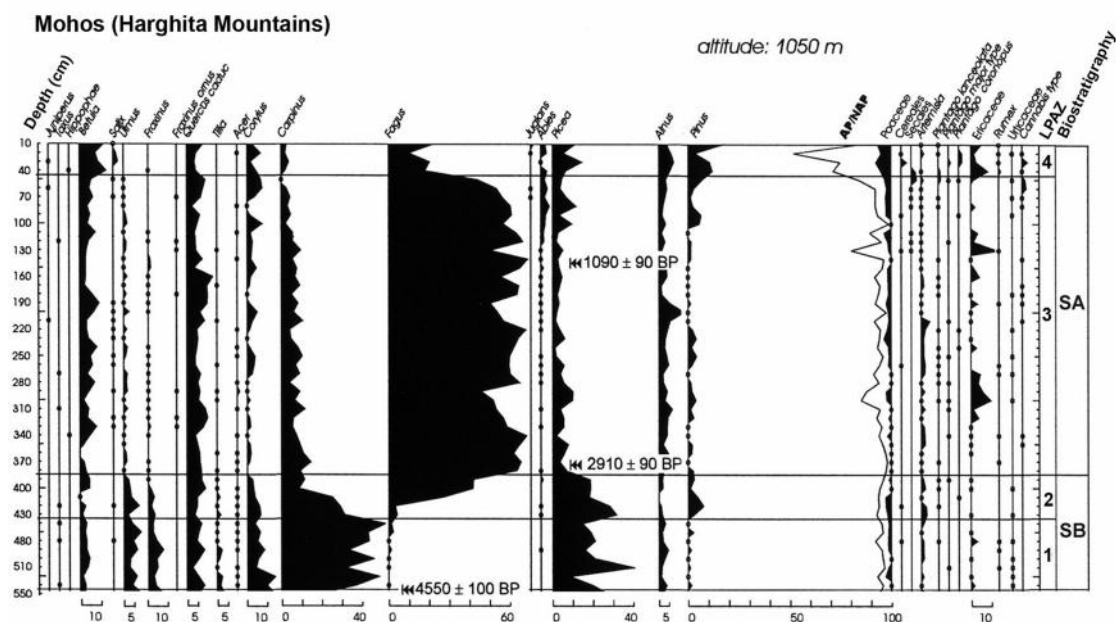 Mohos (Harghita Mountains)
altitude: 1050 m
Depth (cm)
Juniperus
Taxus
Hippophae
Betula
Salix
Ulmus
Fraxinus
Fraxinus ornus
Quercus caduc
Tilia
Acer
Corylus
Carpinus
Fagus
Juglans
Abies
Picea
Alnus
Pinus
AP/NAP
Poaceae
Cereales
Secales
Artemisia
Plantago lanceolata
Plantago major type
Plantago coronopus
Ericaceae
Rumex
Urticaceae
Cannabis type
LPAZ
Biostratigraphy
10
40
70
100
130
160
190
220
250
280
310
340
370
400
430
480
510
550
1090 ± 90 BP
2910 ± 90 BP
4550 ± 100 BP
4
3
2
1
SA
SB
10 5 10 5 5 10 0 30 0 60 0 40 5 0 50 100 10